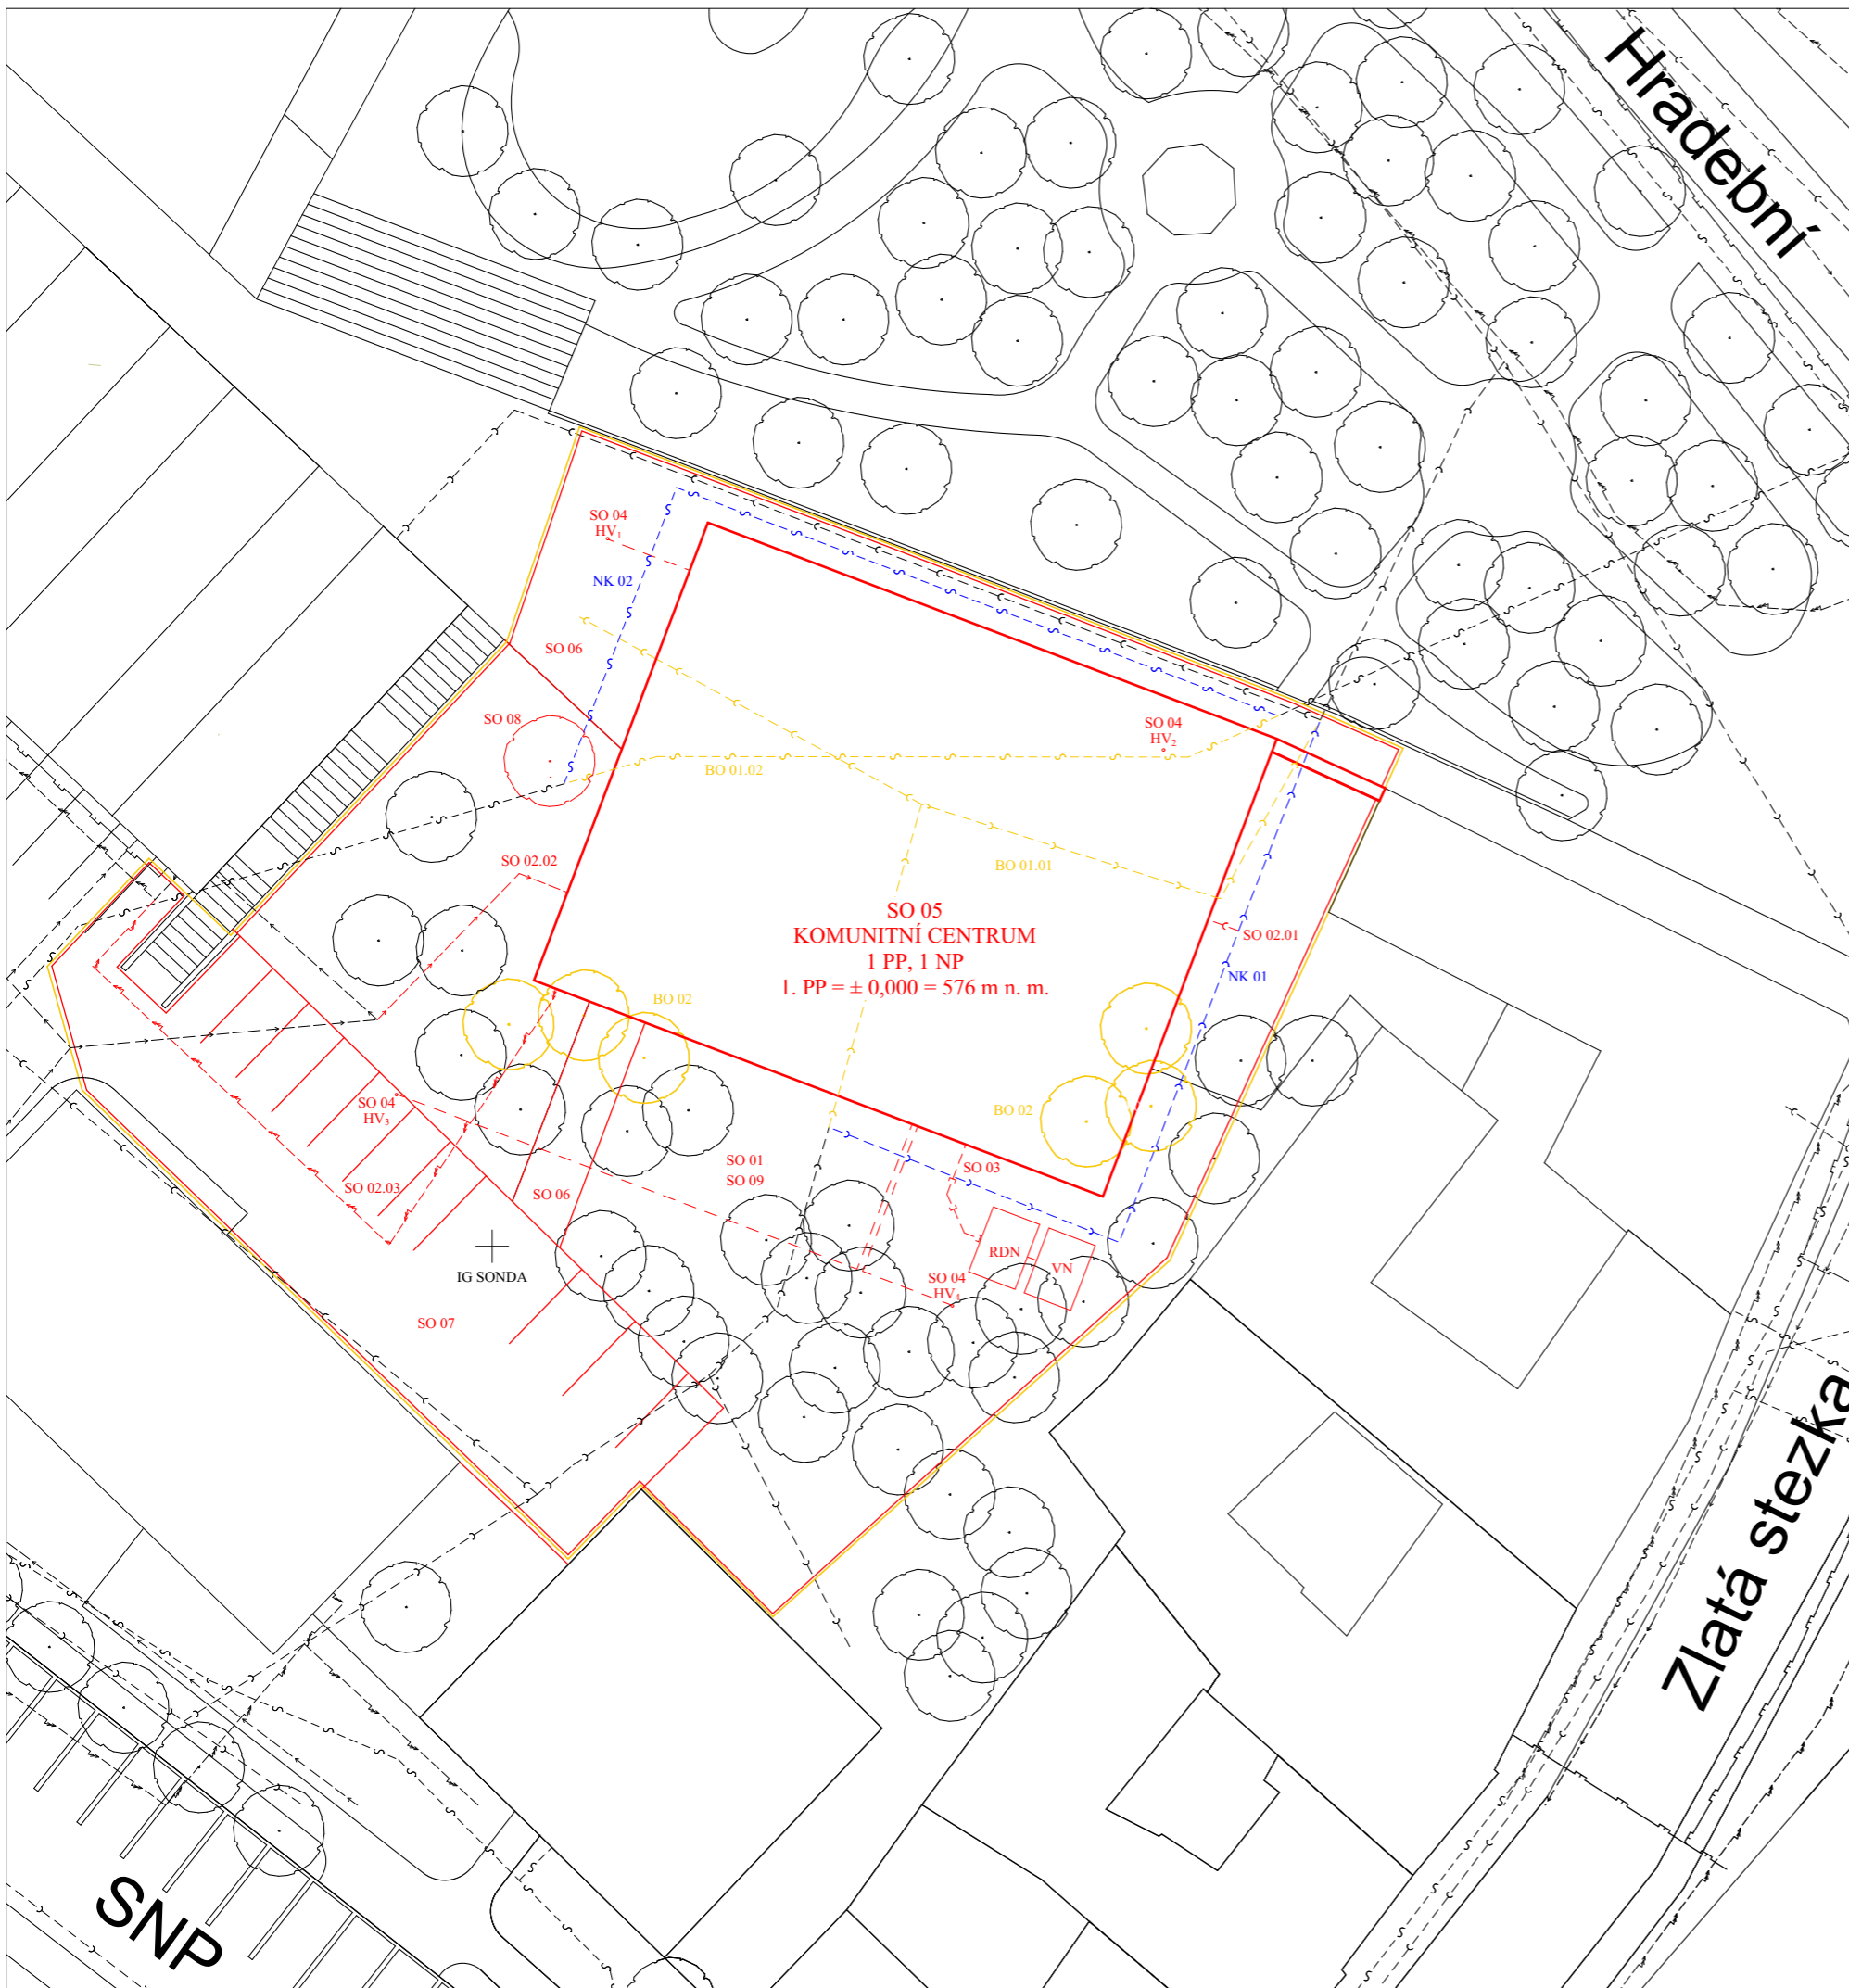 Hradební
SO 04
HV₁
NK 02
SO 06
SO 08
SO 04
HV₂
BO 01.02
SO 02.02
BO 01.01
SO 05
KOMUNITNÍ CENTRUM
1 PP, 1 NP
1. PP = ± 0,000 = 576 m n. m.
SO 02.01
NK 01
BO 02
SO 04
HV₃
BO 02
SO 01
SO 09
SO 03
SO 02.03
SO 06
RDN
VN
IG SONDA
SO 04
HV₄
SO 07
Zlatá stezka
SNP